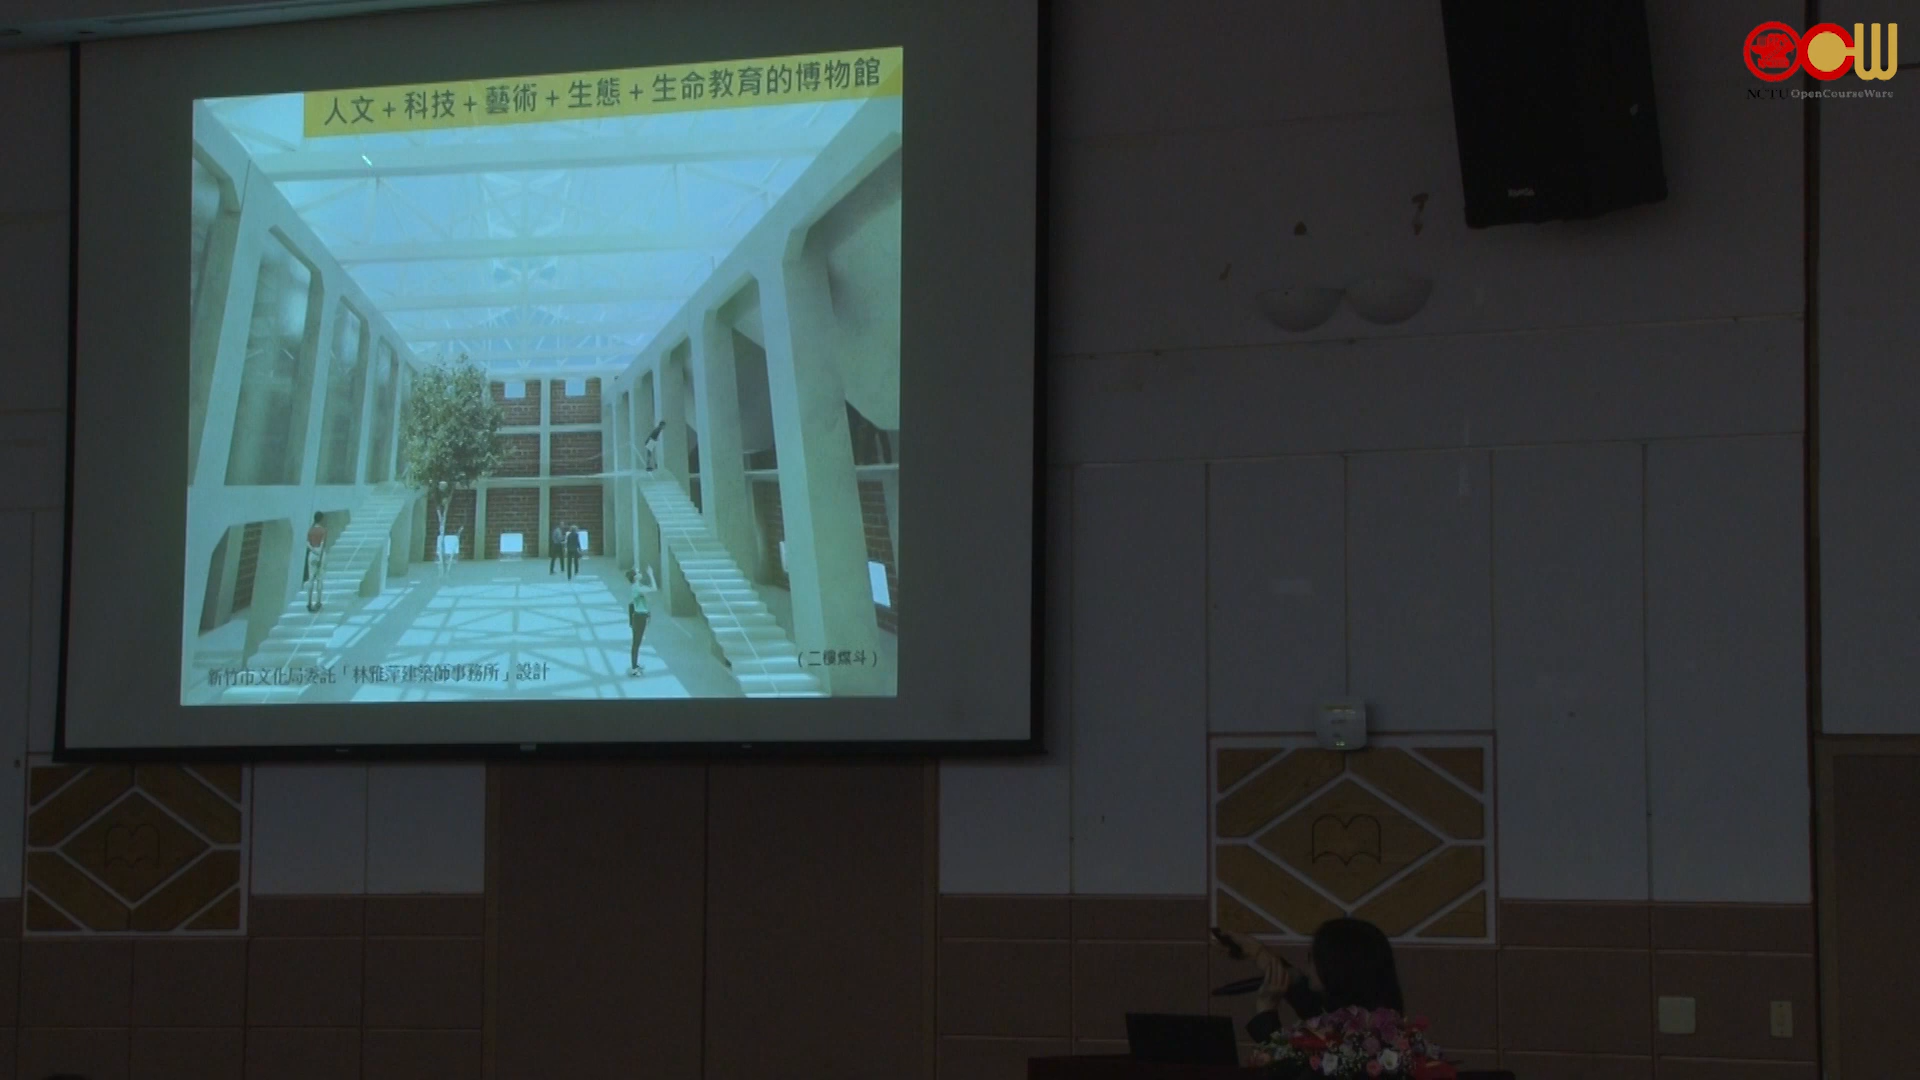 人文+科技+藝術+生態+生命教育的博物館
新竹市文化局委託「林雅萍建築師事務所」設計
(二樓煤斗)
NCTU OpenCourseWare